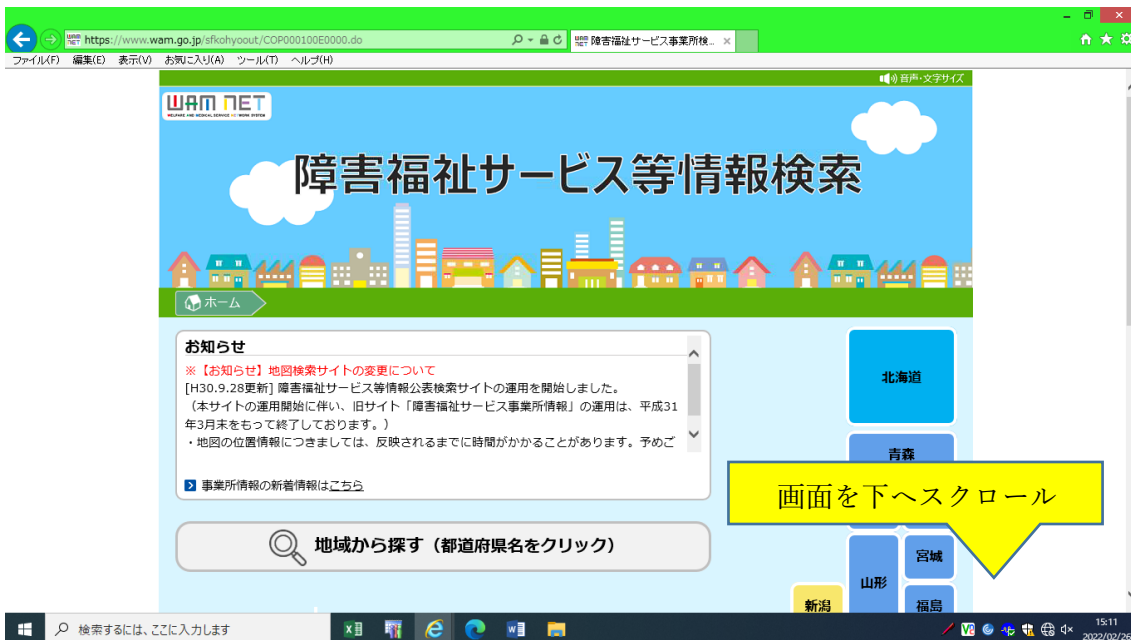 https://www.wam.go.jp/sfkohyoout/COP000100E0000.do
障害福祉サービス事業所検...
ファイル(F) 編集(E) 表示(V) お気に入り(A) ツール(T) ヘルプ(H)
音声・文字サイズ
WAM NET
障害福祉サービス等情報検索
ホーム
お知らせ
※【お知らせ】地図検索サイトの変更について
[H30.9.28更新] 障害福祉サービス等情報公表検索サイトの運用を開始しました。
（本サイトの運用開始に伴い、旧サイト「障害福祉サービス事業所情報」の運用は、平成31
年3月末をもって終了しております。）
・地図の位置情報につきましては、反映されるまでに時間がかかることがあります。予めご
事業所情報の新着情報はこちら
地域から探す（都道府県名をクリック）
北海道
青森
画面を下へスクロール
宮城
山形
新潟
福島
検索するには、ここに入力します
15:11
2022/02/26